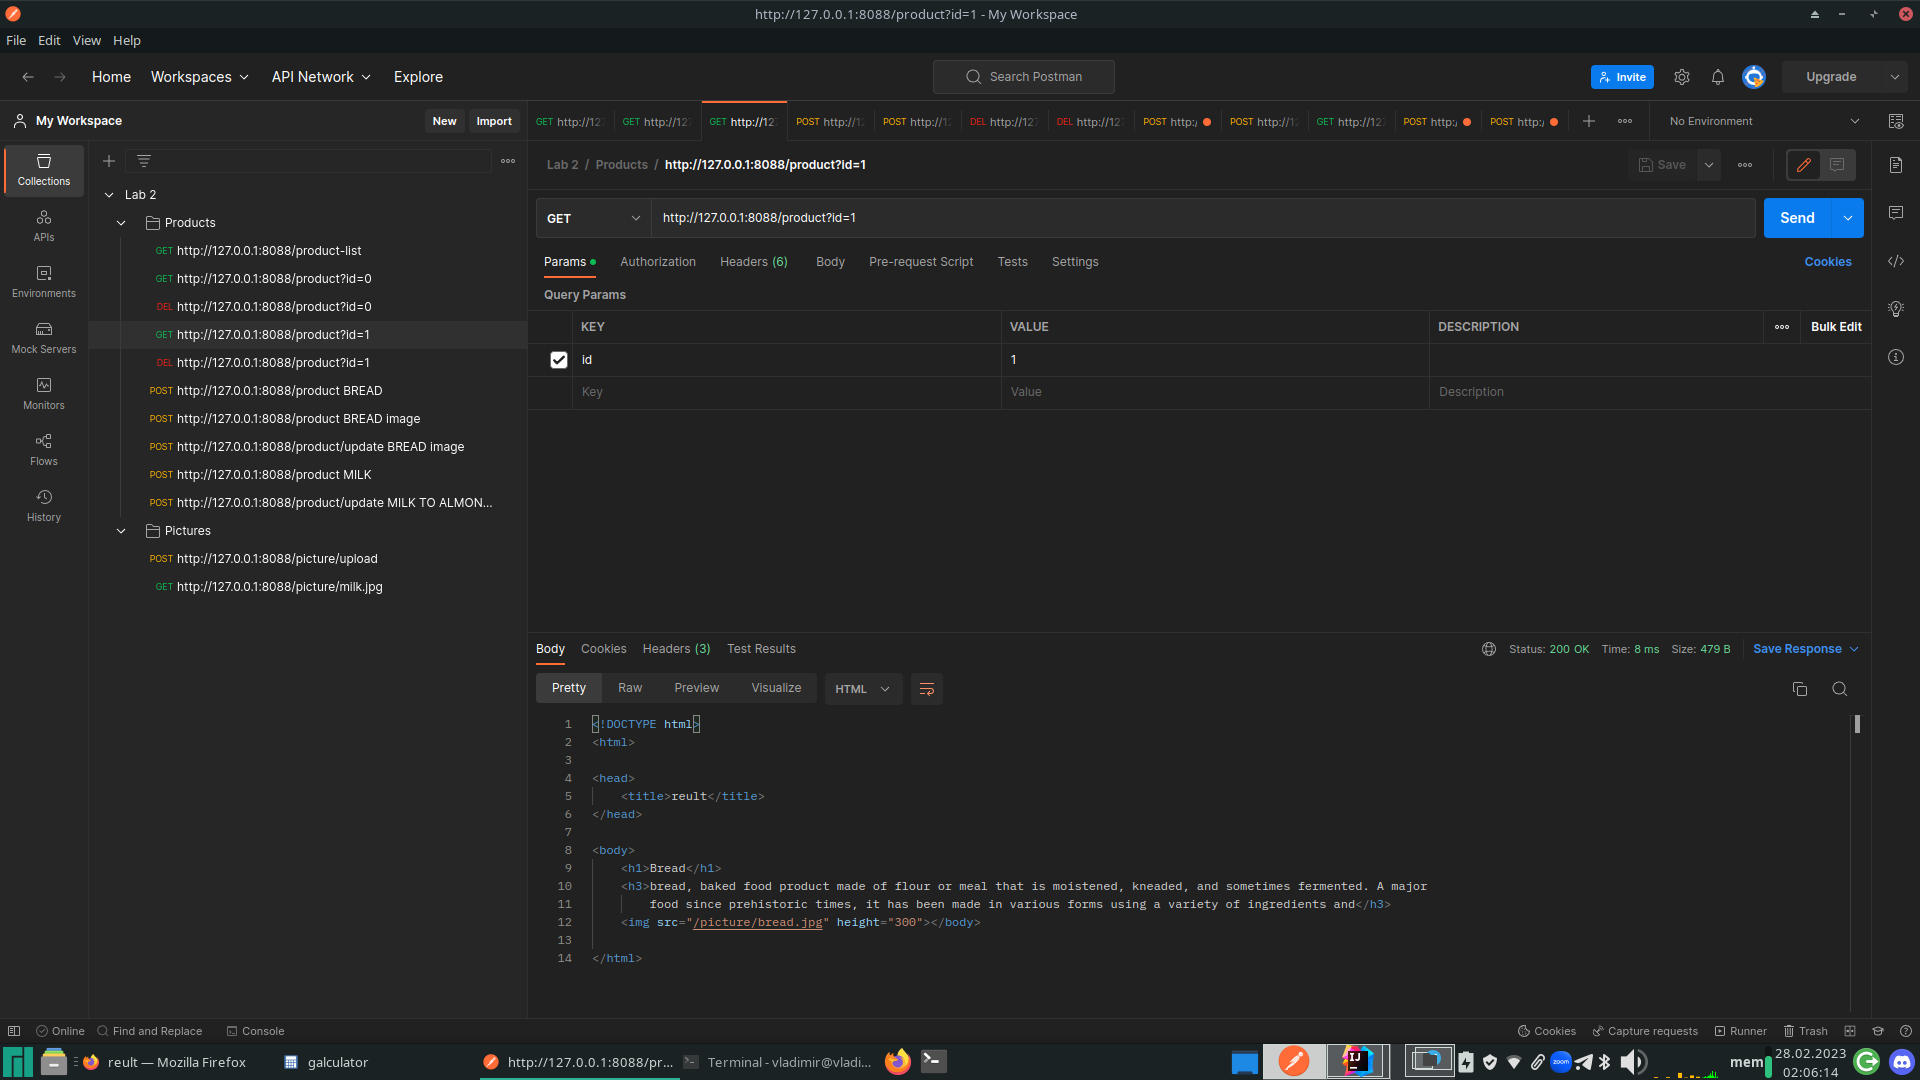 http://127.0.0.1:8088/product?id=1 - My Workspace
File Edit View Help
Home Workspaces API Network Explore
Search Postman
Invite
Upgrade
My Workspace
New Import
GET http://12 GET http://12 GET http://12 POST http://1 POST http://1 DEL http://12 DEL http://12 POST http:/ POST http://1 GET http://12 POST http:/ POST http:/
No Environment
Collections
APIs
Environments
Mock Servers
Monitors
Flows
History
Lab 2
Products
GET http://127.0.0.1:8088/product-list
GET http://127.0.0.1:8088/product?id=0
DEL http://127.0.0.1:8088/product?id=0
GET http://127.0.0.1:8088/product?id=1
DEL http://127.0.0.1:8088/product?id=1
POST http://127.0.0.1:8088/product BREAD
POST http://127.0.0.1:8088/product BREAD image
POST http://127.0.0.1:8088/product/update BREAD image
POST http://127.0.0.1:8088/product MILK
POST http://127.0.0.1:8088/product/update MILK TO ALMON...
Pictures
POST http://127.0.0.1:8088/picture/upload
GET http://127.0.0.1:8088/picture/milk.jpg
Lab 2 / Products / http://127.0.0.1:8088/product?id=1
Save
GET http://127.0.0.1:8088/product?id=1
Send
Params Authorization Headers (6) Body Pre-request Script Tests Settings
Cookies
Query Params
KEY VALUE DESCRIPTION
Bulk Edit
id 1
Key Value Description
Body Cookies Headers (3) Test Results
Status: 200 OK Time: 8 ms Size: 479 B Save Response
Pretty Raw Preview Visualize HTML
1 <!DOCTYPE html>
2 <html>
3
4 <head>
5 <title>reult</title>
6 </head>
7
8 <body>
9 <h1>Bread</h1>
10 <h3>bread, baked food product made of flour or meal that is moistened, kneaded, and sometimes fermented. A major
11 food since prehistoric times, it has been made in various forms using a variety of ingredients and</h3>
12 <img src="/picture/bread.jpg" height="300"></body>
13
14 </html>
Online Find and Replace Console
Cookies Capture requests Runner Trash
reult — Mozilla Firefox
galculator
http://127.0.0.1:8088/pr...
Terminal - vladimir@vladi...
IJ
zoom
mem
28.02.2023
02:06:14